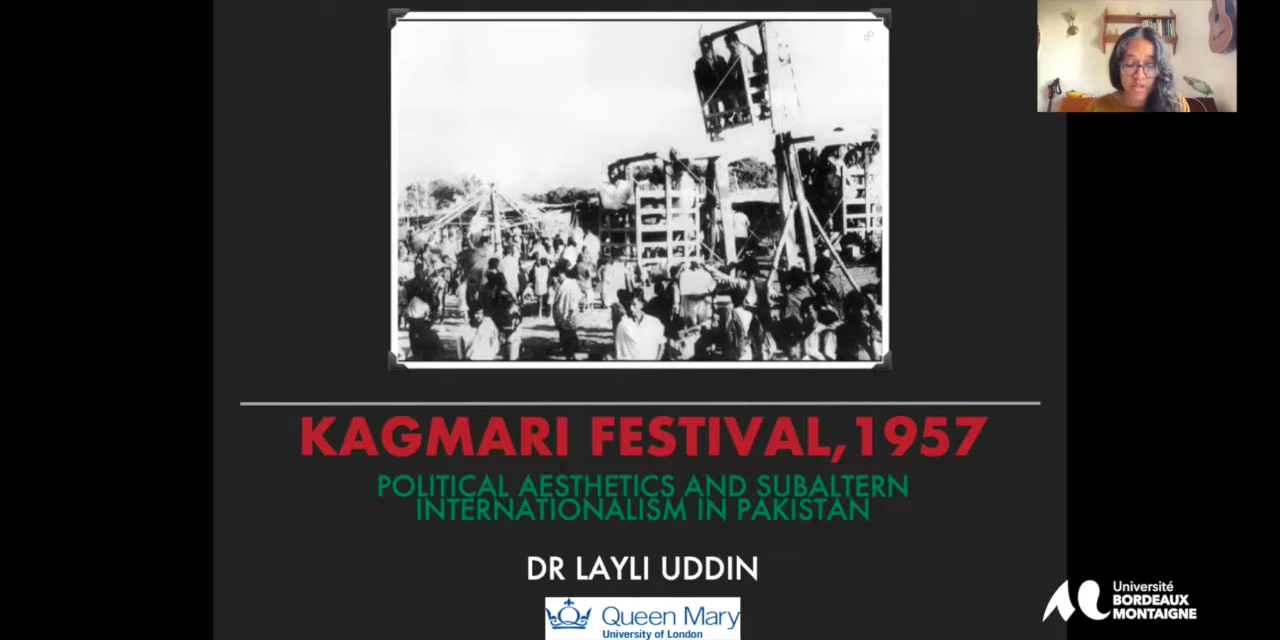 KAGMARI FESTIVAL,1957
POLITICAL AESTHETICS AND SUBALTERN
INTERNATIONALISM IN PAKISTAN
DR LAYLI UDDIN
Queen Mary
University of London
Université
BORDEAUX
MONTAIGNE